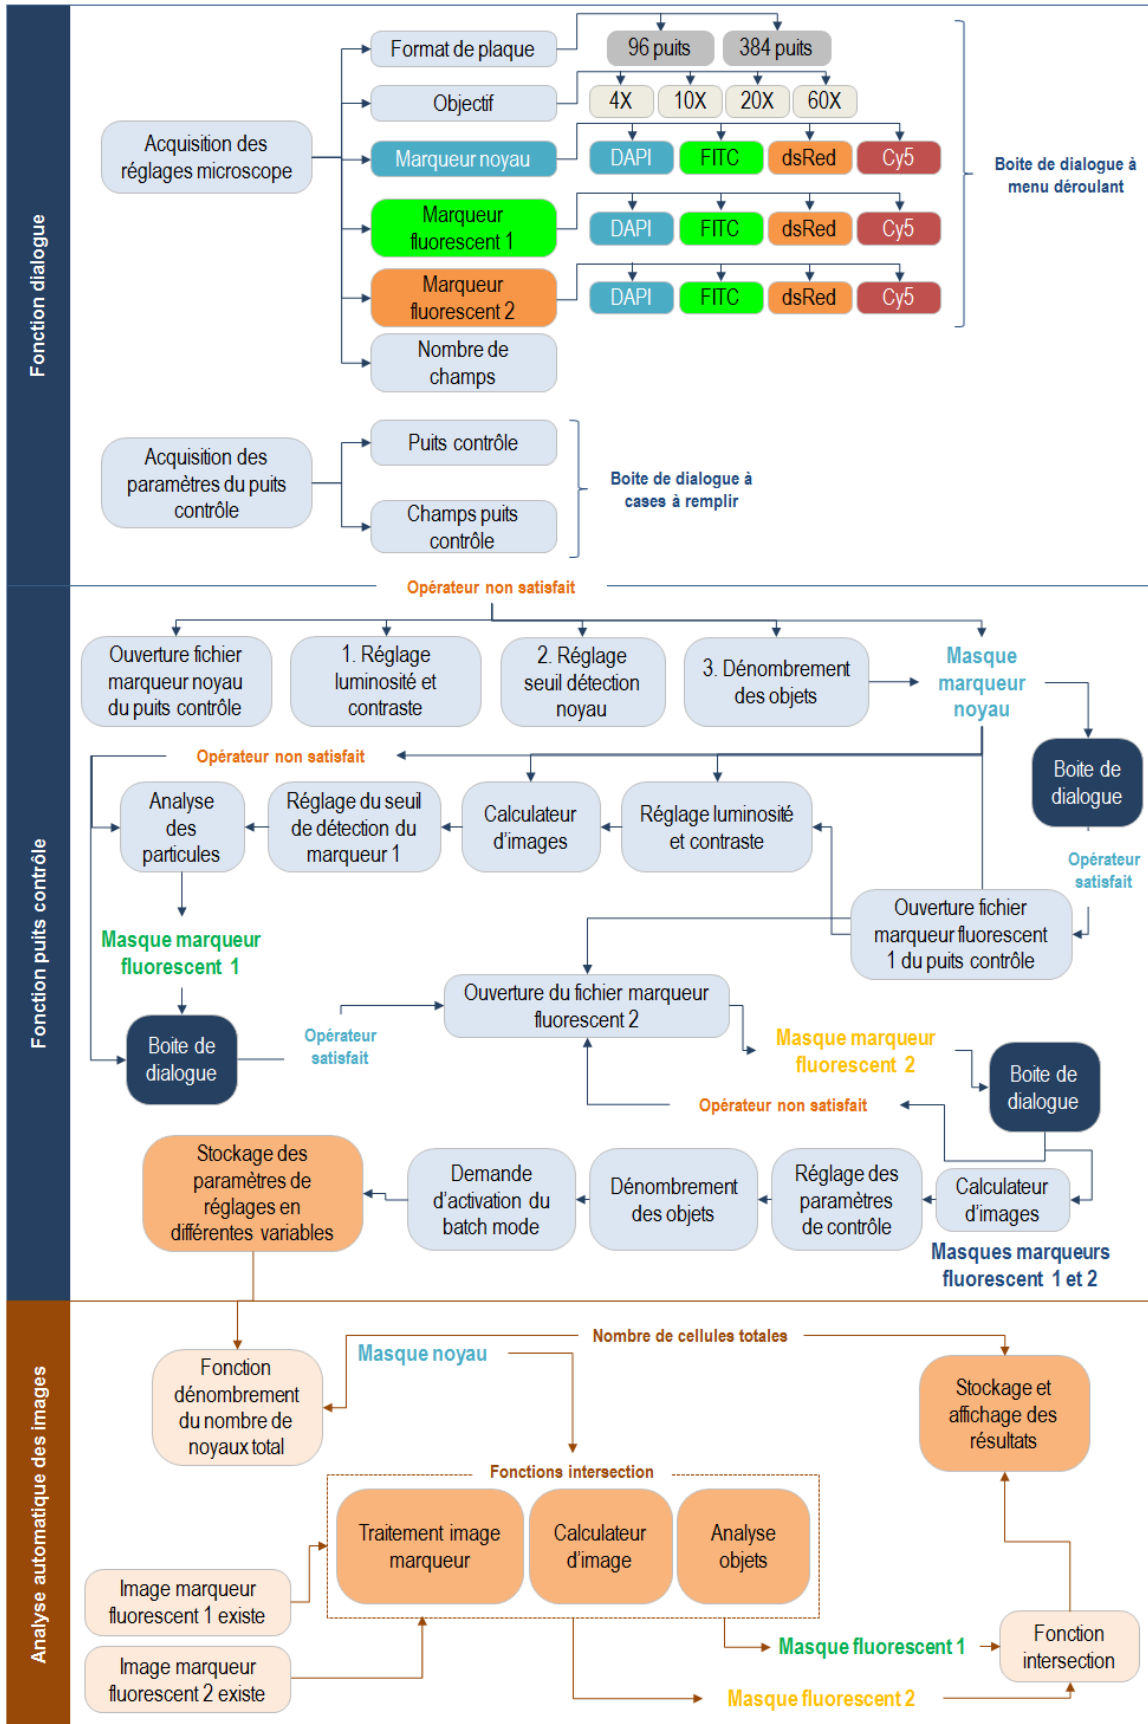 Fonction dialogue
Format de plaque
96 puits
384 puits
Objectif
4X
10X
20X
60X
Acquisition des
réglages microscope
Marqueur noyau
DAPI
FITC
dsRed
Cy5
Boite de dialogue à
menu déroulant
Marqueur
fluorescent 1
DAPI
FITC
dsRed
Cy5
Marqueur
fluorescent 2
DAPI
FITC
dsRed
Cy5
Nombre de
champs
Acquisition des
paramètres du puits
contrôle
Puits contrôle
Champs puits
contrôle
Boite de dialogue à
cases à remplir
Fonction puits contrôle
Opérateur non satisfait
Ouverture fichier
marqueur noyau
du puits contrôle
1. Réglage
luminosité et
contraste
2. Réglage
seuil détection
noyau
3. Dénombrement
des objets
Masque
marqueur
noyau
Boite de
dialogue
Opérateur non satisfait
Analyse
des
particules
Réglage du seuil
de détection du
marqueur 1
Calculateur
d'images
Réglage luminosité
et contraste
Opérateur
satisfait
Ouverture fichier
marqueur fluorescent
1 du puits contrôle
Masque marqueur
fluorescent 1
Boite de
dialogue
Opérateur
satisfait
Ouverture du fichier marqueur
fluorescent 2
Masque marqueur
fluorescent 2
Boite de
dialogue
Opérateur non satisfait
Stockage des
paramètres de
réglages en
différentes variables
Demande
d'activation du
batch mode
Dénombrement
des objets
Réglage des
paramètres
de contrôle
Calculateur
d'images
Masques marqueurs
fluorescent 1 et 2
Analyse automatique des images
Nombre de cellules totales
Masque noyau
Fonction
dénombrement
du nombre de
noyaux total
Stockage et
affichage des
résultats
Fonctions intersection
Traitement image
marqueur
Calculateur
d'image
Analyse
objets
Image marqueur
fluorescent 1 existe
Image marqueur
fluorescent 2 existe
Masque fluorescent 1
Masque fluorescent 2
Fonction
intersection